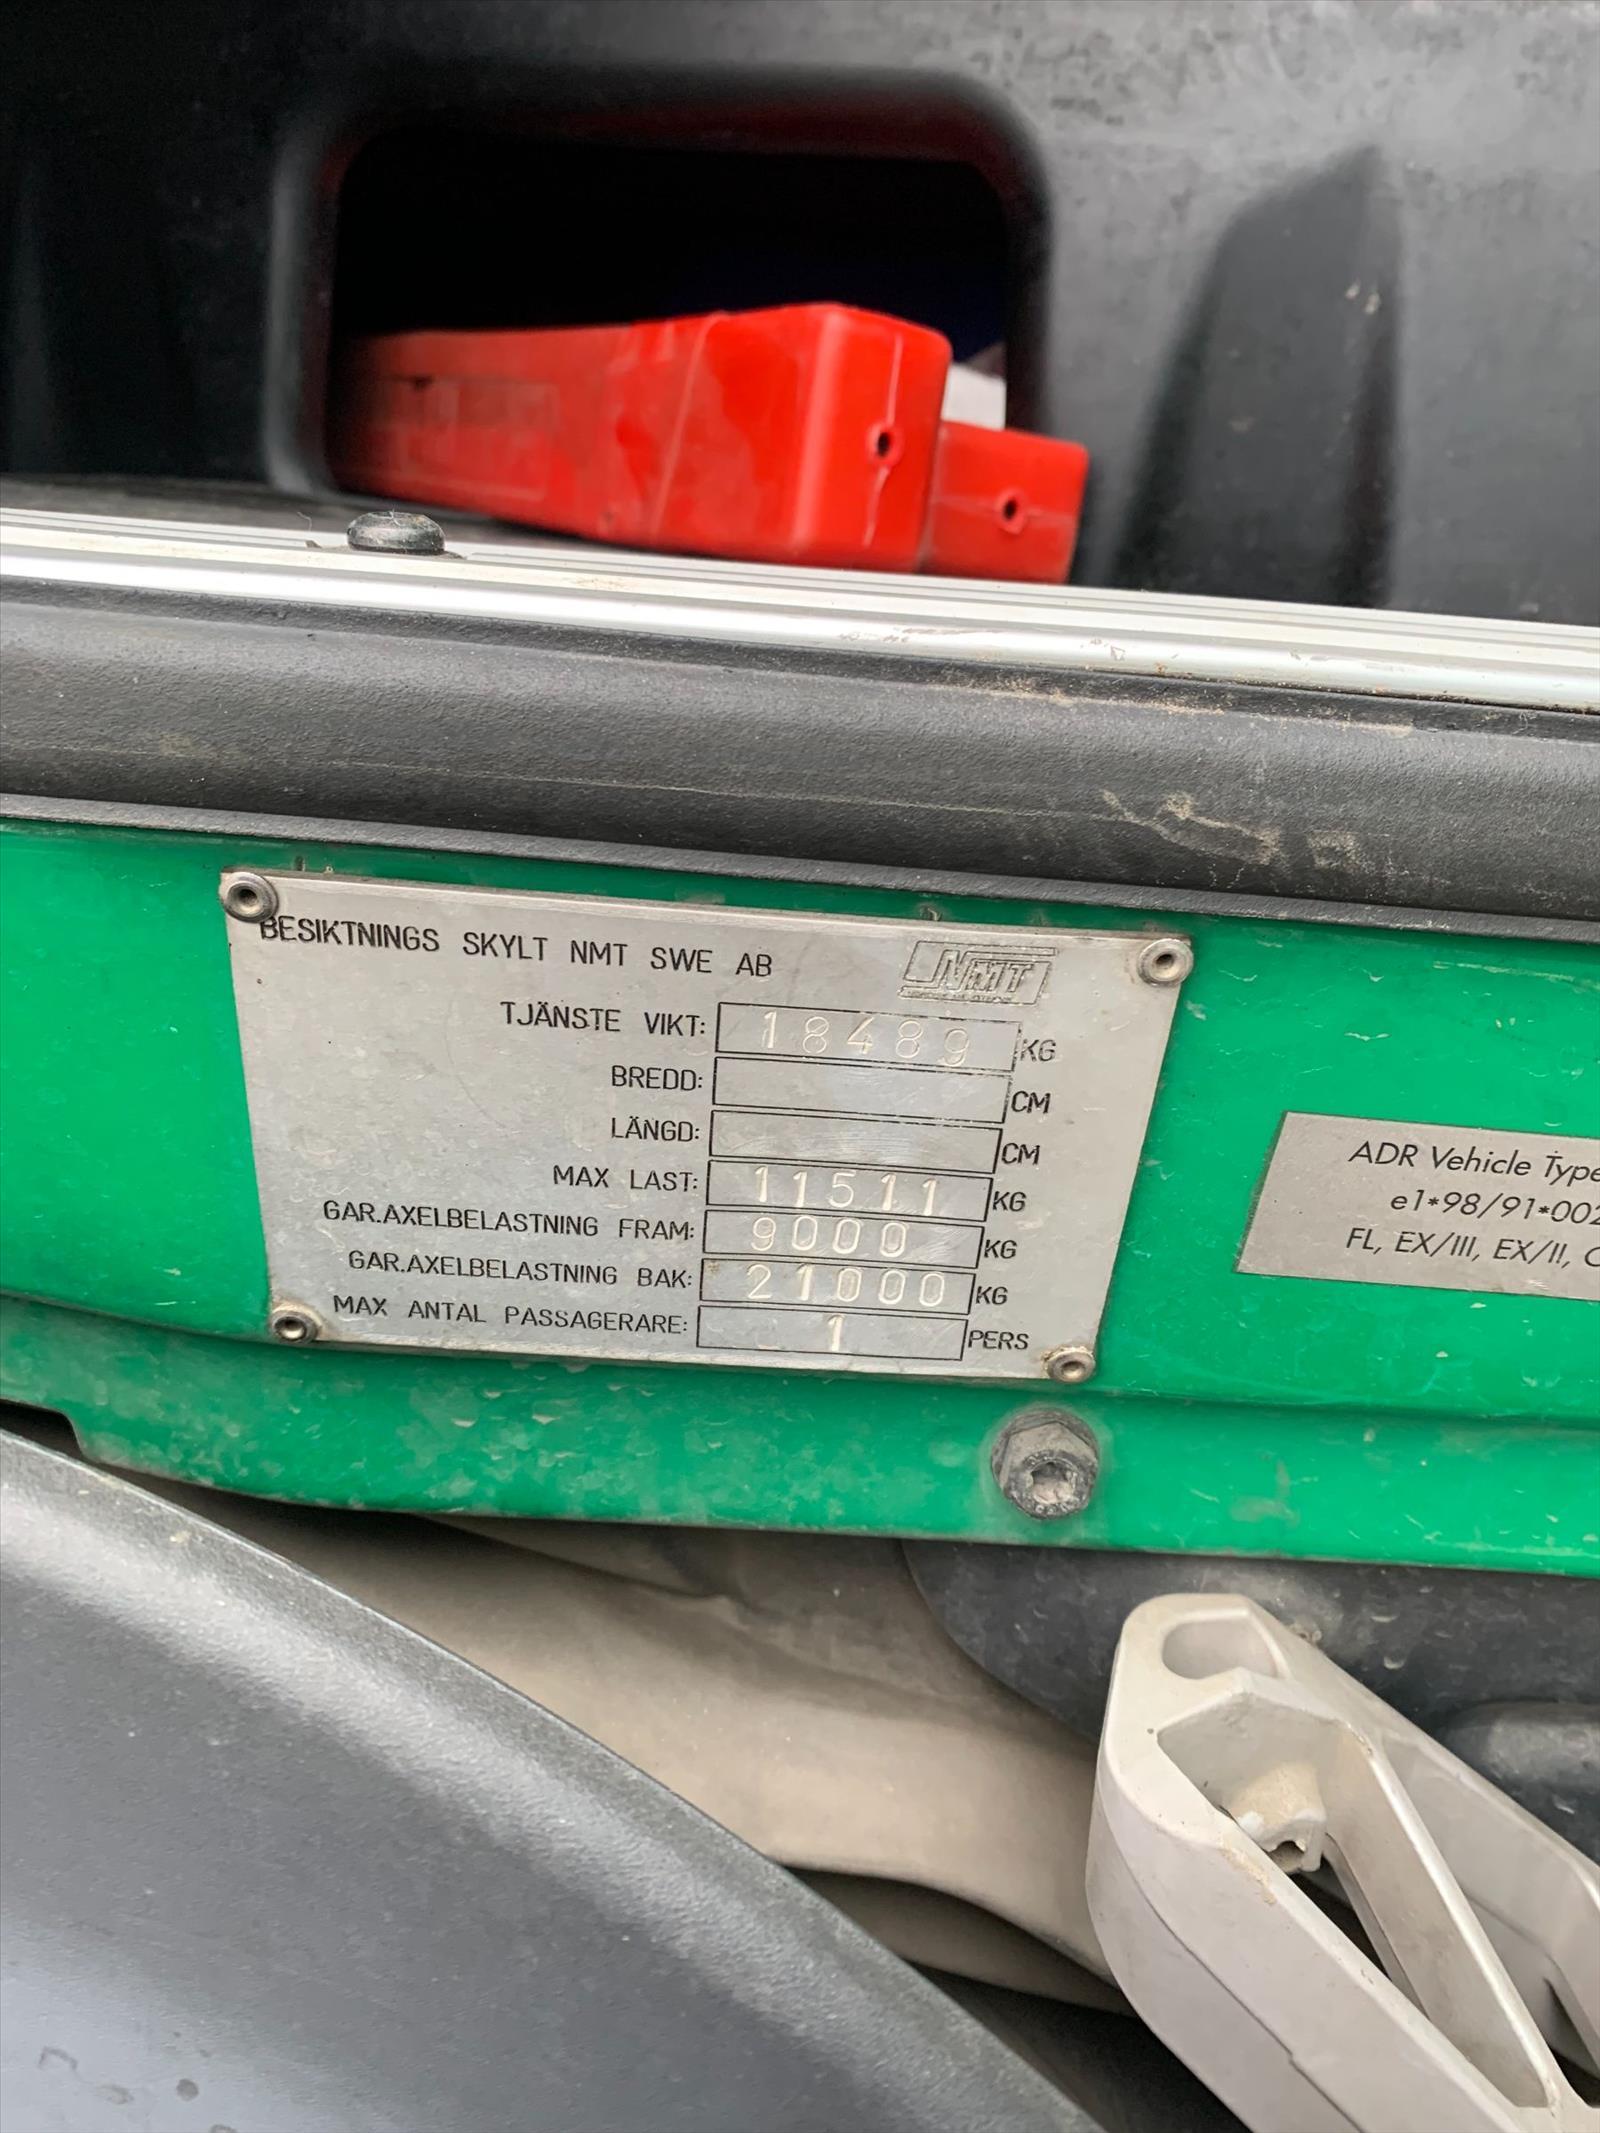 BESIKTNINGS SKYLT NMT SWE AB
NMT
TJÄNSTE VIKT: 18489 KG
BREDD: CM
LÄNGD: CM
MAX LAST: 11511 KG
GAR.AXELBELASTNING FRAM: 9000 KG
GAR.AXELBELASTNING BAK: 21000 KG
MAX ANTAL PASSAGERARE: 1 PERS
ADR Vehicle Type
e1*98/91*002
FL, EX/III, EX/II,